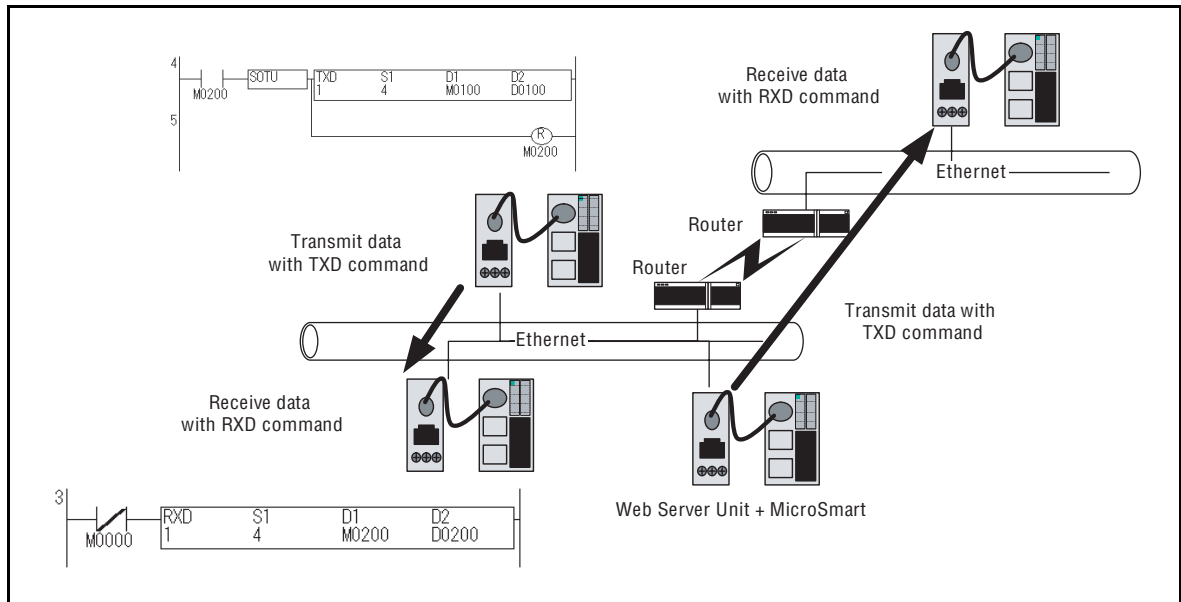 4
M0200
SOTU
TXD S1 D1 D2
1 4 M0100 D0100
5
R
M0200
Receive data
with RXD command
Ethernet
Router
Transmit data
with TXD command
Router
Transmit data with
TXD command
Ethernet
Receive data
with RXD command
Web Server Unit + MicroSmart
3
M0000
RXD S1 D1 D2
1 4 M0200 D0200